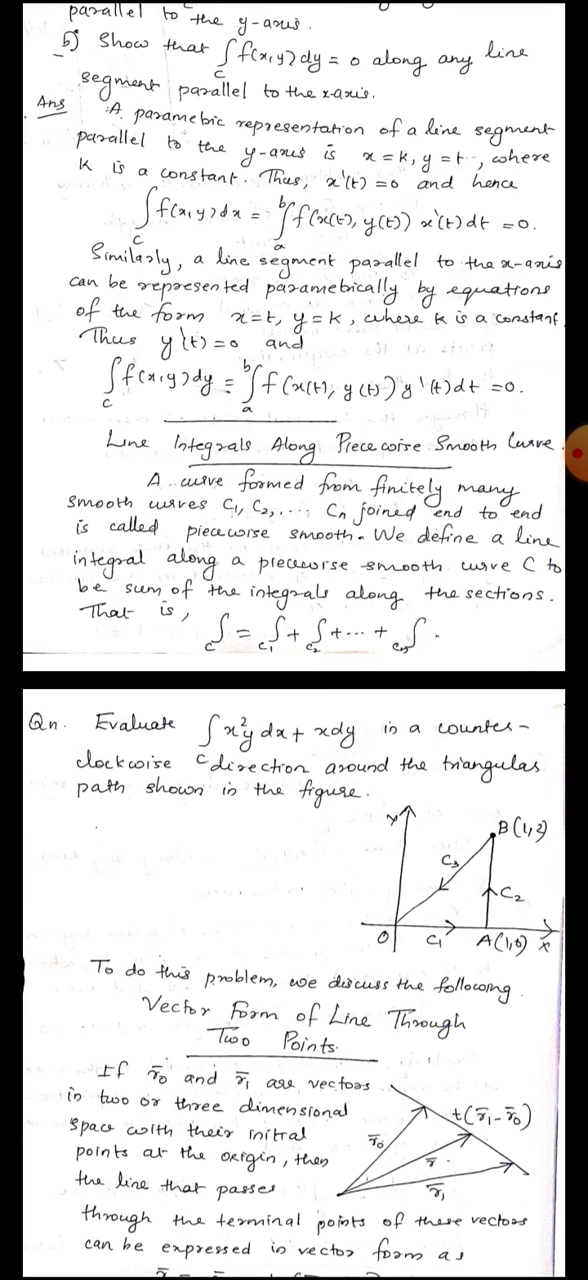 parallel to the y-axis.
b) Show that ∫_C f(x,y) dy = 0 along any line
segment parallel to the x-axis.
Ans A parametric representation of a line segment
parallel to the y-axis is x = k, y = t, where
K is a constant. Thus, x'(t) = 0 and hence
∫_C f(x,y) dx = ∫_a^b f(x(t), y(t)) x'(t) dt = 0.
Similarly, a line segment parallel to the x-axis
can be represented parametrically by equations
of the form x = t, y = k, where k is a constant.
Thus y'(t) = 0 and
∫_C f(x,y) dy = ∫_a^b f(x(t), y(t)) y'(t) dt = 0.
Line Integrals Along Piece wise Smooth Curve.
A curve formed from finitely many
smooth curves C1, C2, ..., Cn joined end to end
is called piecewise smooth. We define a line
integral along a piecewise smooth curve C to
be sum of the integrals along the sections.
That is,
∫_C = ∫_C1 + ∫_C2 + ... + ∫_Cn .
Qn. Evaluate ∫_C x²y dx + x dy in a counter-
clockwise direction around the triangular
path shown in the figure.
Y
B(1,2)
C3
C2
O C1 A(1,0) X
To do this problem, we discuss the following.
Vector Form of Line Through
Two Points.
If r̄0 and r̄1 are vectors
in two or three dimensional
space with their initial
points at the origin, then
the line that passes
through the terminal points of these vectors
can be expressed in vector form as
t(r̄1 - r̄0)
r̄0
r̄
r̄1